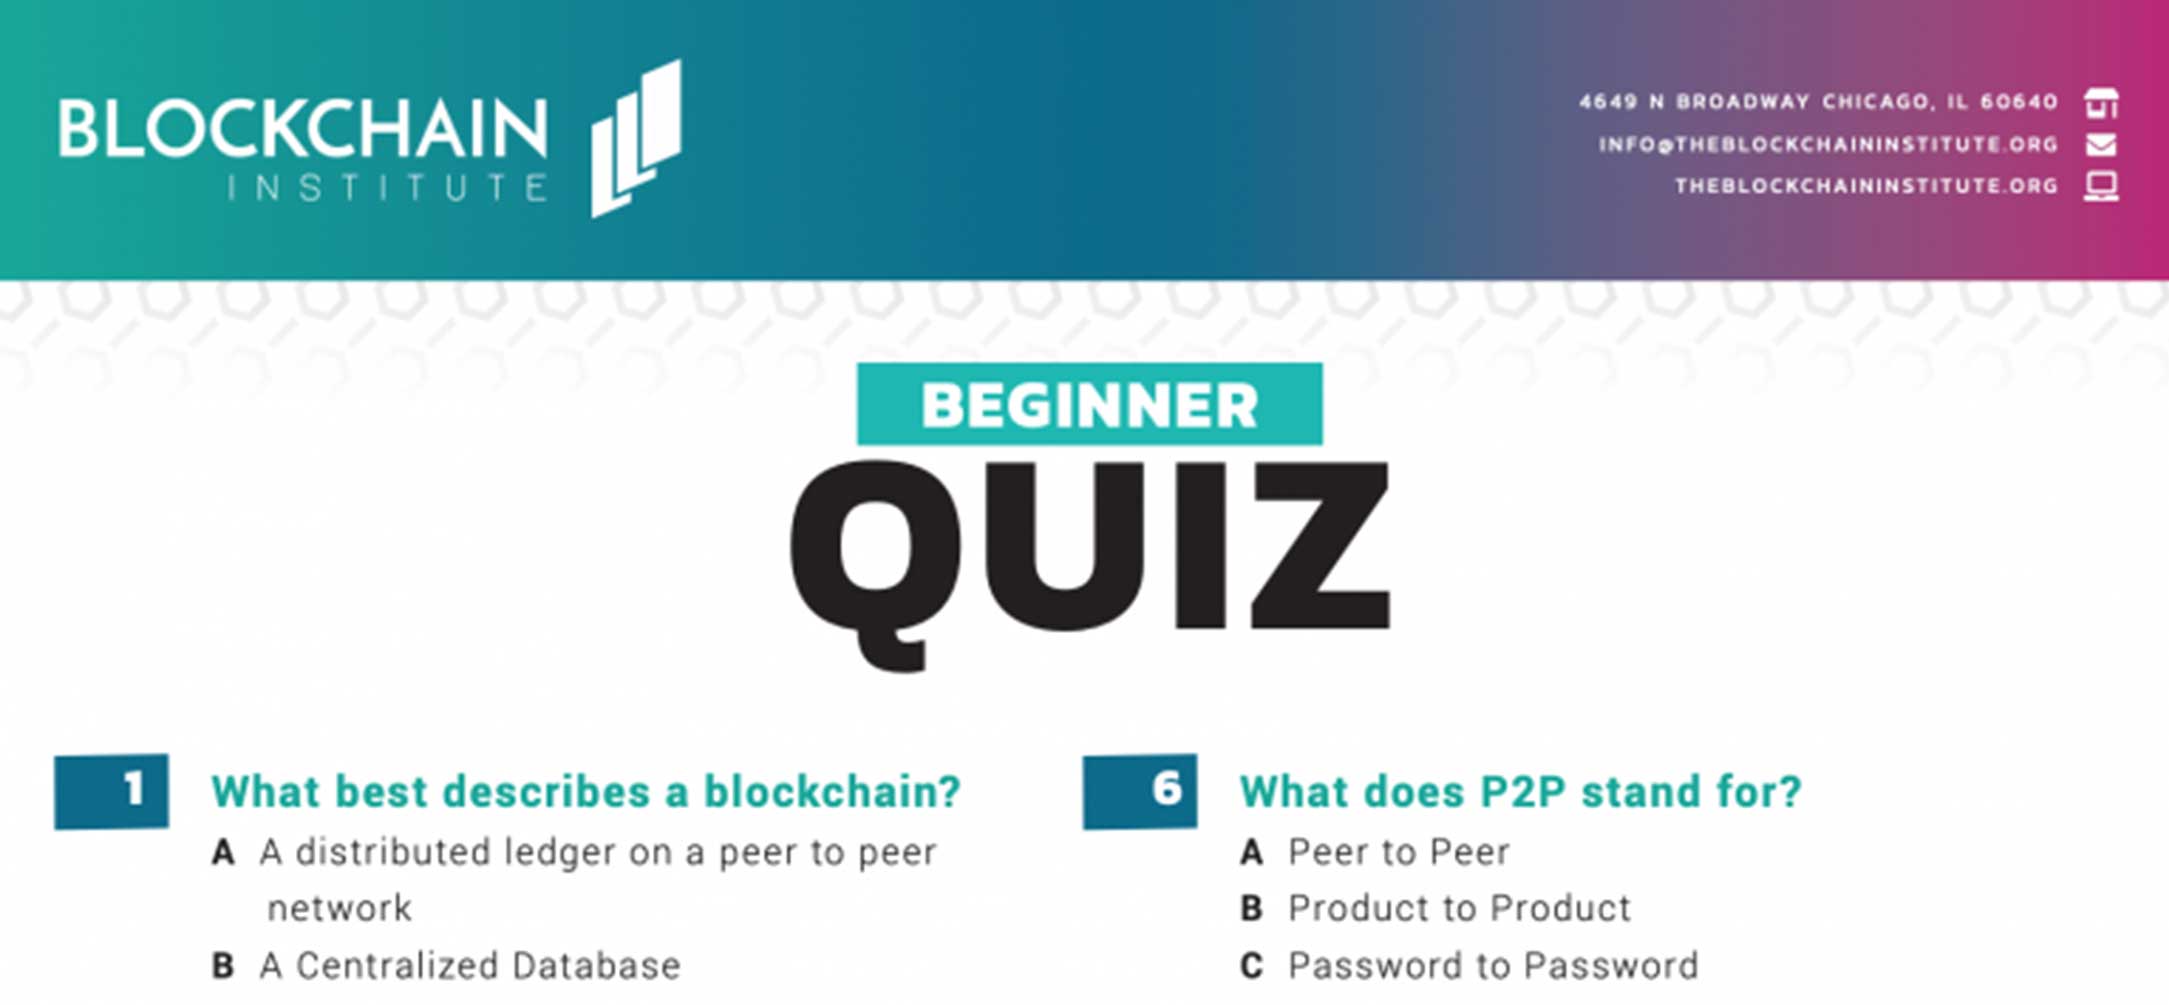 BLOCKCHAIN
INSTITUTE
4649 N BROADWAY CHICAGO, IL 60640
INFO@THEBLOCKCHAININSTITUTE.ORG
THEBLOCKCHAININSTITUTE.ORG
BEGINNER
QUIZ
1 What best describes a blockchain?
A A distributed ledger on a peer to peer
network
B A Centralized Database
6 What does P2P stand for?
A Peer to Peer
B Product to Product
C Password to Password